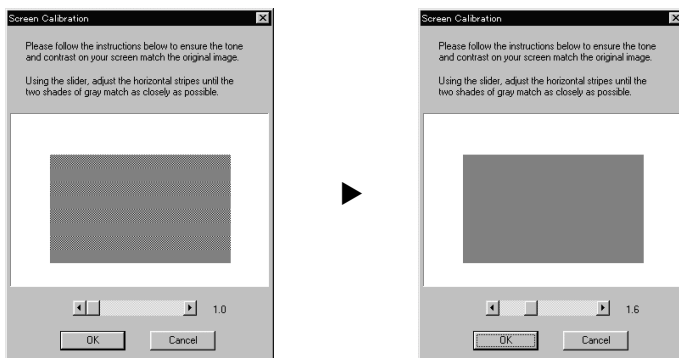 Screen Calibration
Please follow the instructions below to ensure the tone
and contrast on your screen match the original image.
Using the slider, adjust the horizontal stripes until the
two shades of gray match as closely as possible.
1.0
OK
Cancel
Screen Calibration
Please follow the instructions below to ensure the tone
and contrast on your screen match the original image.
Using the slider, adjust the horizontal stripes until the
two shades of gray match as closely as possible.
1.6
OK
Cancel